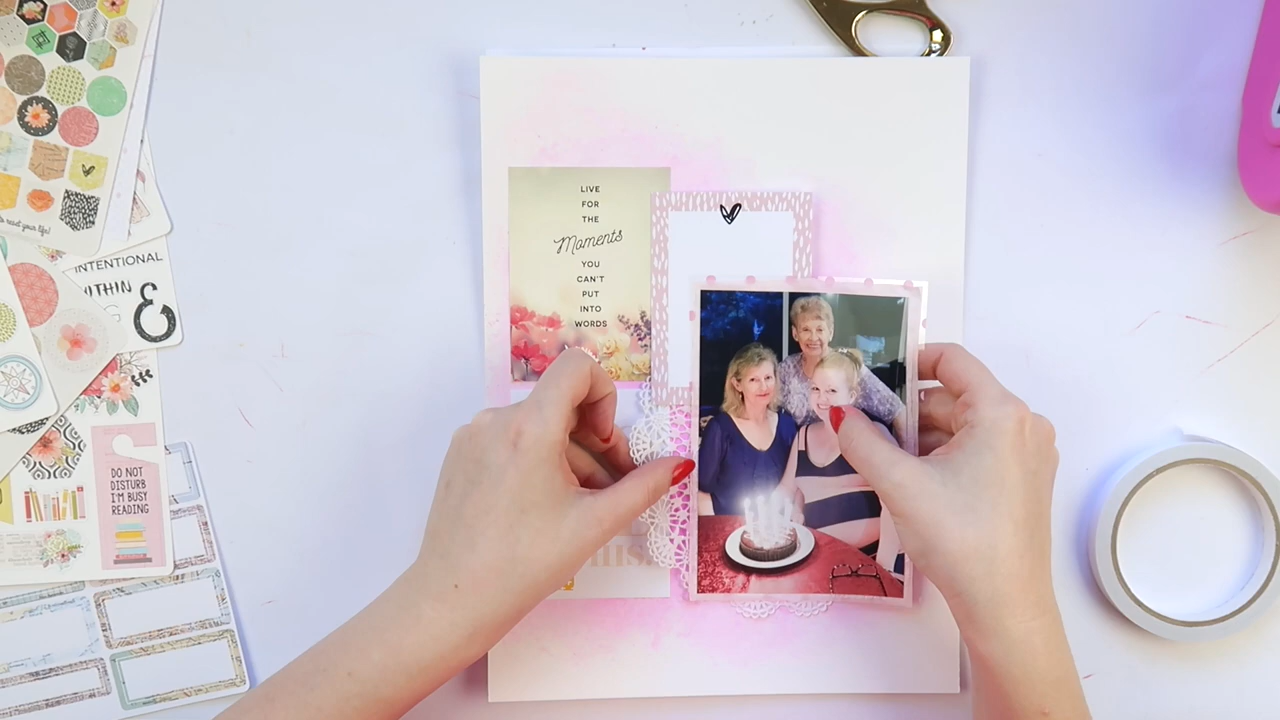 LIVE
FOR
THE
Moments
YOU
CAN'T
PUT
INTO
WORDS
INTENTIONAL
DO NOT
DISTURB
I'M BUSY
READING